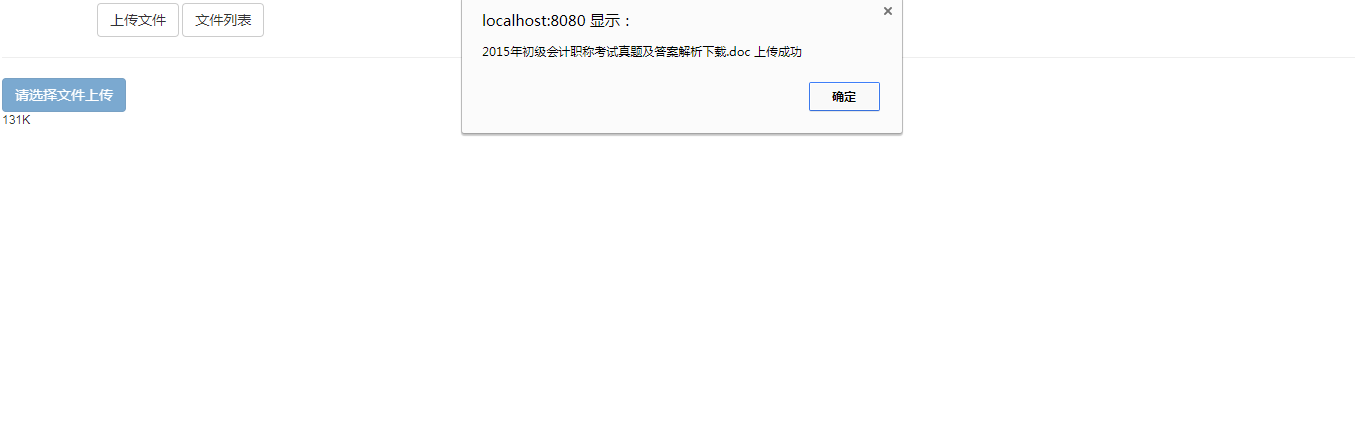 上传文件 文件列表
localhost:8080 显示：
2015年初级会计职称考试真题及答案解析下载.doc 上传成功
确定
请选择文件上传
131K